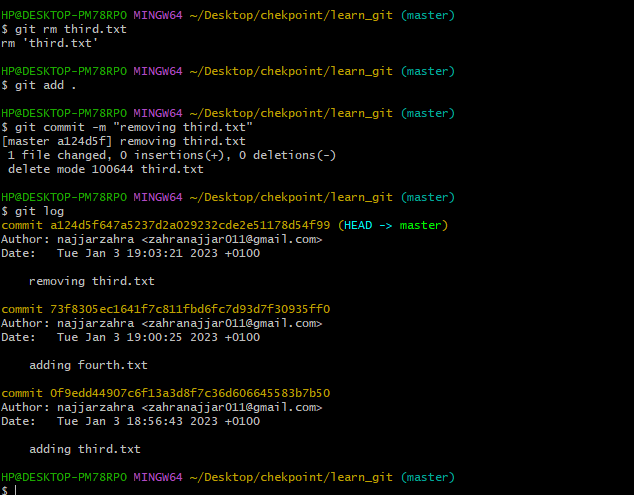 HP@DESKTOP-PM78RPO MINGW64 ~/Desktop/chekpoint/learn_git (master)
$ git rm third.txt
rm 'third.txt'
HP@DESKTOP-PM78RPO MINGW64 ~/Desktop/chekpoint/learn_git (master)
$ git add .
HP@DESKTOP-PM78RPO MINGW64 ~/Desktop/chekpoint/learn_git (master)
$ git commit -m "removing third.txt"
[master a124d5f] removing third.txt
 1 file changed, 0 insertions(+), 0 deletions(-)
 delete mode 100644 third.txt
HP@DESKTOP-PM78RPO MINGW64 ~/Desktop/chekpoint/learn_git (master)
$ git log
commit a124d5f647a5237d2a029232cde2e51178d54f99 (HEAD -> master)
Author: najjarzahra <zahranajjar011@gmail.com>
Date:   Tue Jan 3 19:03:21 2023 +0100
    removing third.txt
commit 73f8305ec1641f7c811fbd6fc7d93d7f30935ff0
Author: najjarzahra <zahranajjar011@gmail.com>
Date:   Tue Jan 3 19:00:25 2023 +0100
    adding fourth.txt
commit 0f9edd44907c6f13a3d8f7c36d606645583b7b50
Author: najjarzahra <zahranajjar011@gmail.com>
Date:   Tue Jan 3 18:56:43 2023 +0100
    adding third.txt
HP@DESKTOP-PM78RPO MINGW64 ~/Desktop/chekpoint/learn_git (master)
$